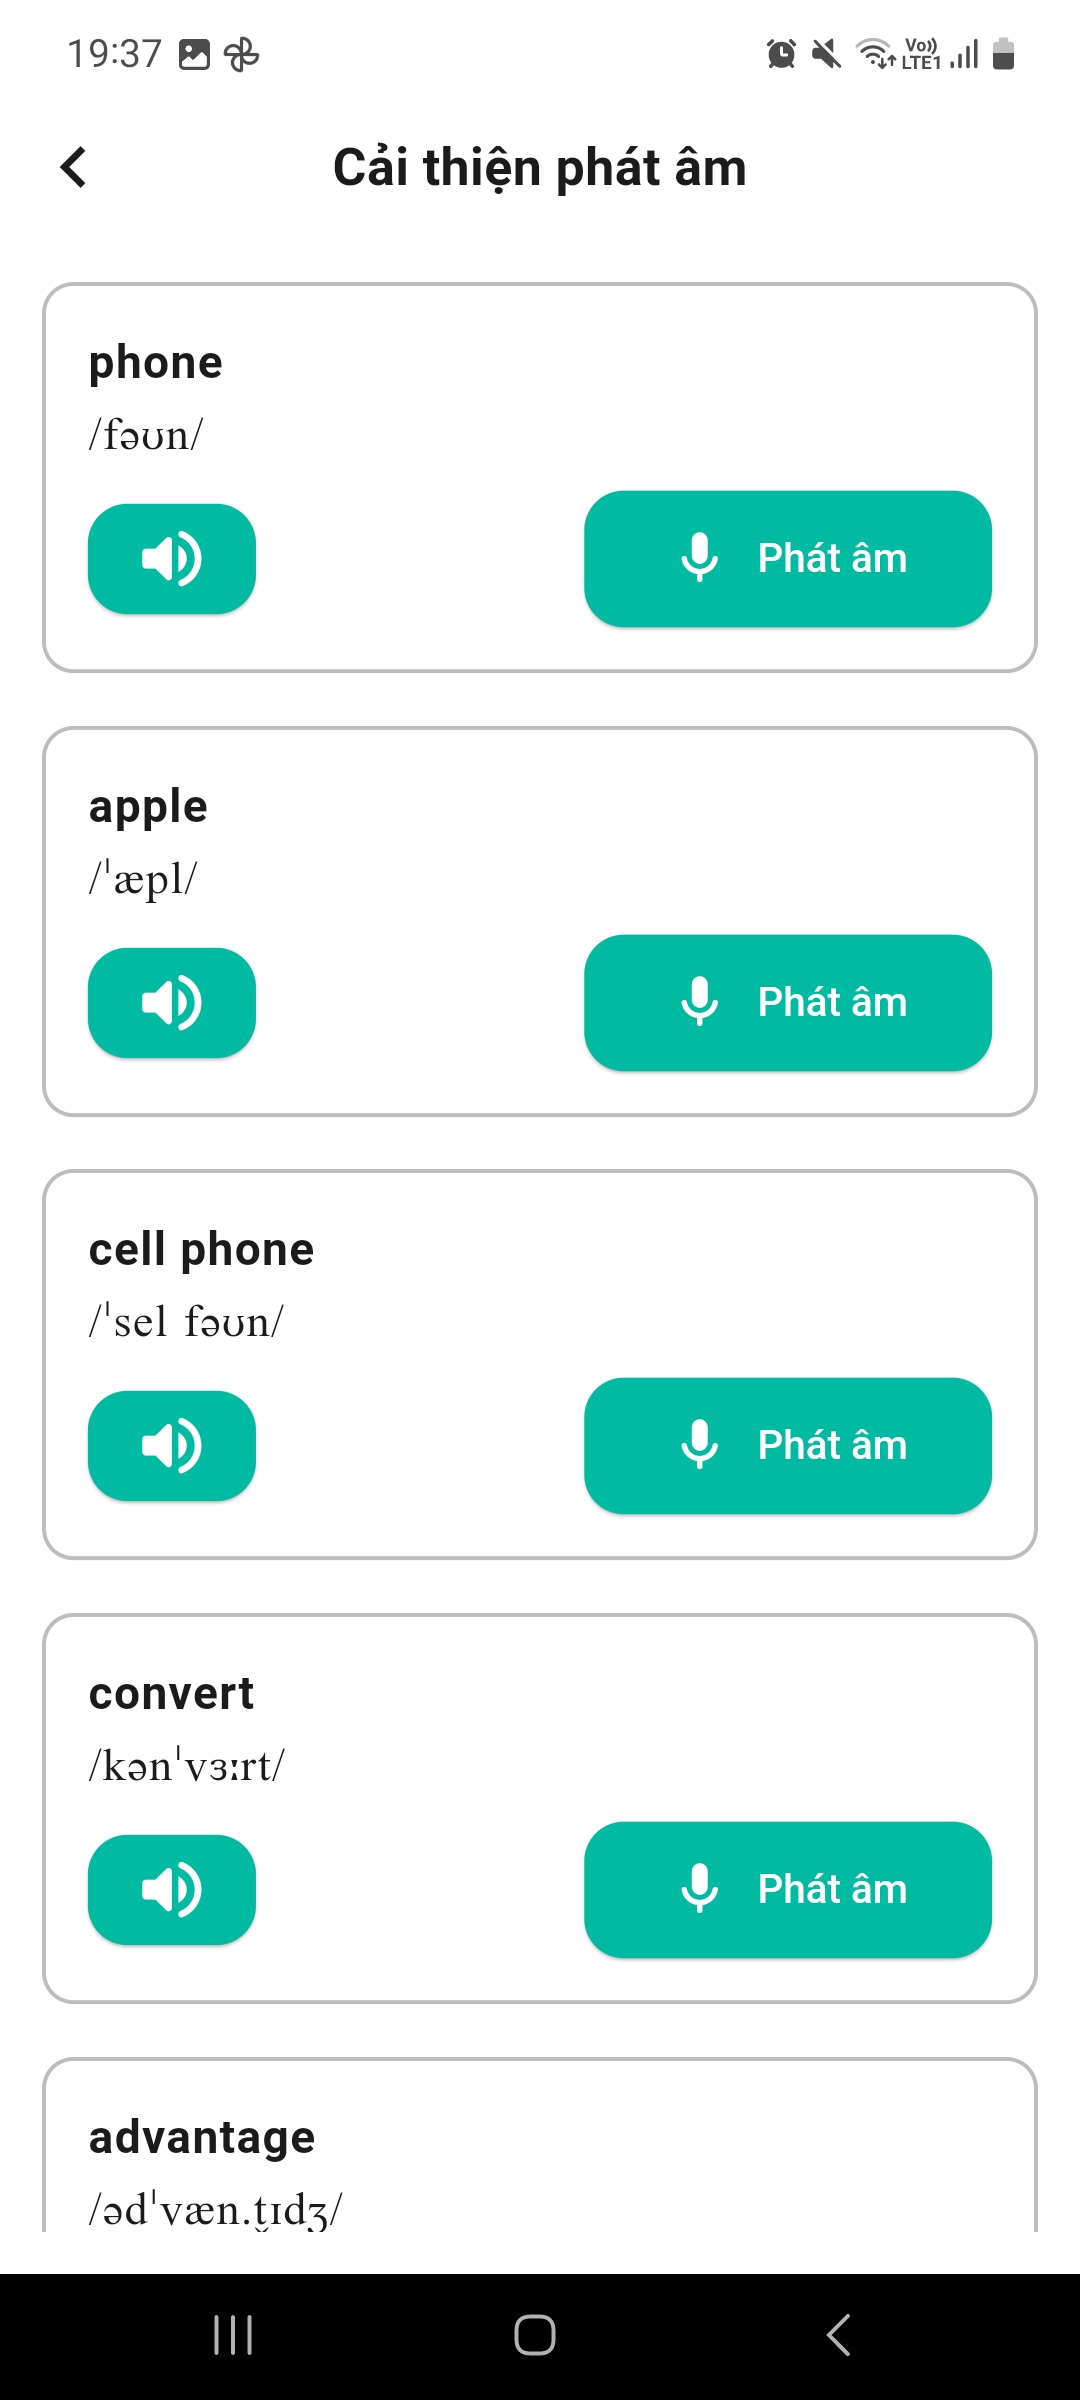 19:37
Vo))
LTE1
Cải thiện phát âm
phone
/fəʊn/
Phát âm
apple
/ˈæpl/
Phát âm
cell phone
/ˈsel fəʊn/
Phát âm
convert
/kənˈvɜːrt/
Phát âm
advantage
/ədˈvæn.t̬ɪdʒ/